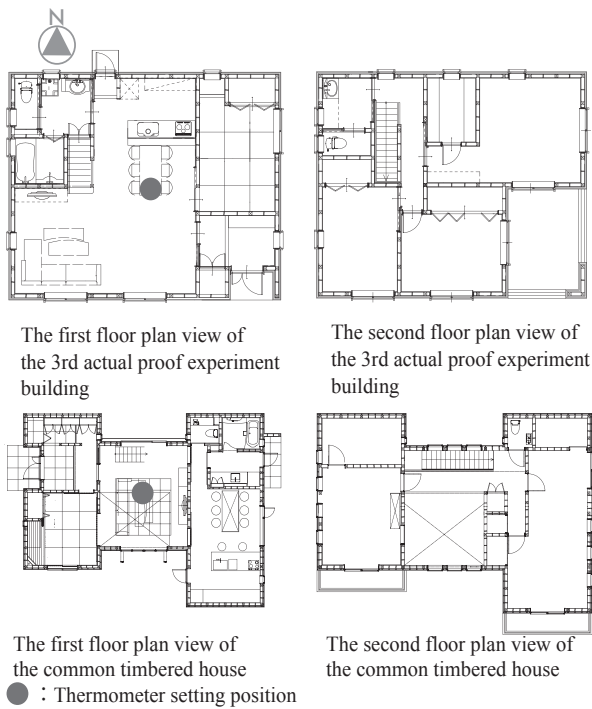 N
The first floor plan view of
the 3rd actual proof experiment
building
The second floor plan view of
the 3rd actual proof experiment
building
The first floor plan view of
the common timbered house
The second floor plan view of
the common timbered house
：Thermometer setting position